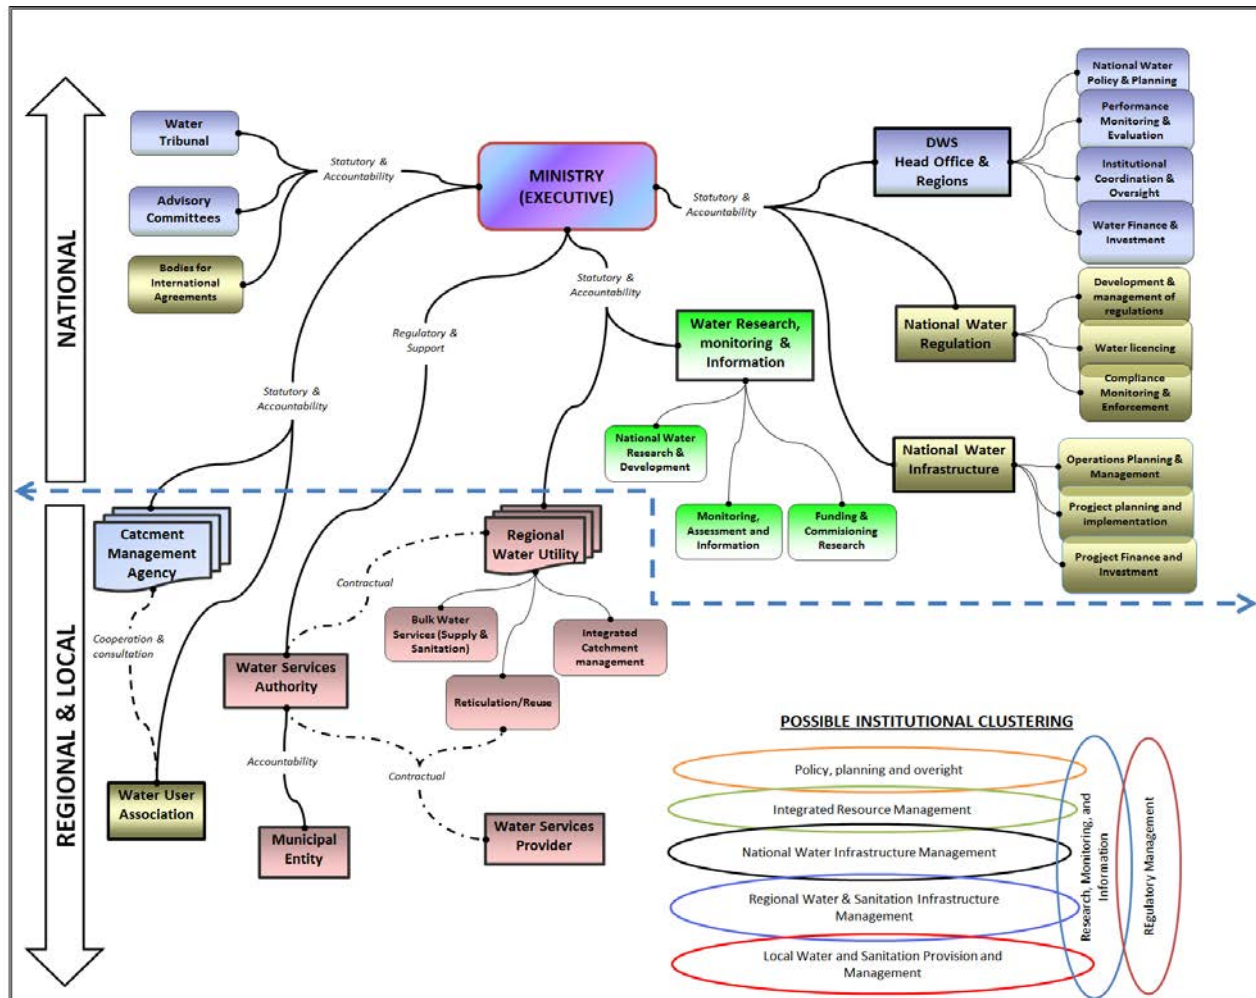 NATIONAL
REGIONAL & LOCAL
Water
Tribunal
Advisory
Committees
Bodies for
International
Agreements
Statutory &
Accountability
MINISTRY
(EXECUTIVE)
Statutory &
Accountability
DWS
Head Office &
Regions
National Water
Policy & Planning
Performance
Monitoring &
Evaluation
Institutional
Coordination &
Oversight
Water Finance &
Investment
Statutory &
Accountability
Regulatory &
Support
Statutory &
Accountability
Water Research,
monitoring &
Information
National Water
Regulation
Development &
management of
regulations
Water licencing
Compliance
Monitoring &
Enforcement
National Water
Research &
Development
Monitoring,
Assessment and
Information
Funding &
Commisioning
Research
National Water
Infrastructure
Operations Planning &
Management
Progject planning and
implementation
Progject Finance and
Investment
Catcment
Management
Agency
Regional
Water Utility
Contractual
Cooperation &
consultation
Bulk Water
Services (Supply &
Sanitation)
Integrated
Catchment
management
Reticulation/Reuse
Water Services
Authority
Accountability
Contractual
Water User
Association
Municipal
Entity
Water Services
Provider
POSSIBLE INSTITUTIONAL CLUSTERING
Policy, planning and overight
Integrated Resource Management
National Water Infrastructure Management
Regional Water & Sanitation Infrastructure
Management
Local Water and Sanitation Provision and
Management
Research, Monitoring, and
Information
REgulatory Management